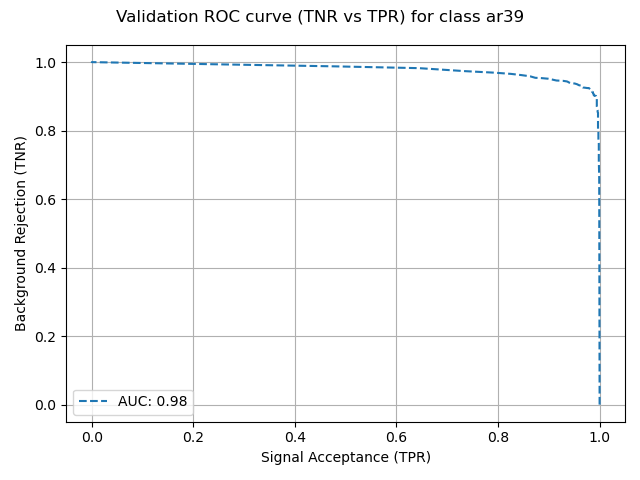 Validation ROC curve (TNR vs TPR) for class ar39
Background Rejection (TNR)
1.0
0.8
0.6
0.4
0.2
0.0
AUC: 0.98
0.0 0.2 0.4 0.6 0.8 1.0
Signal Acceptance (TPR)